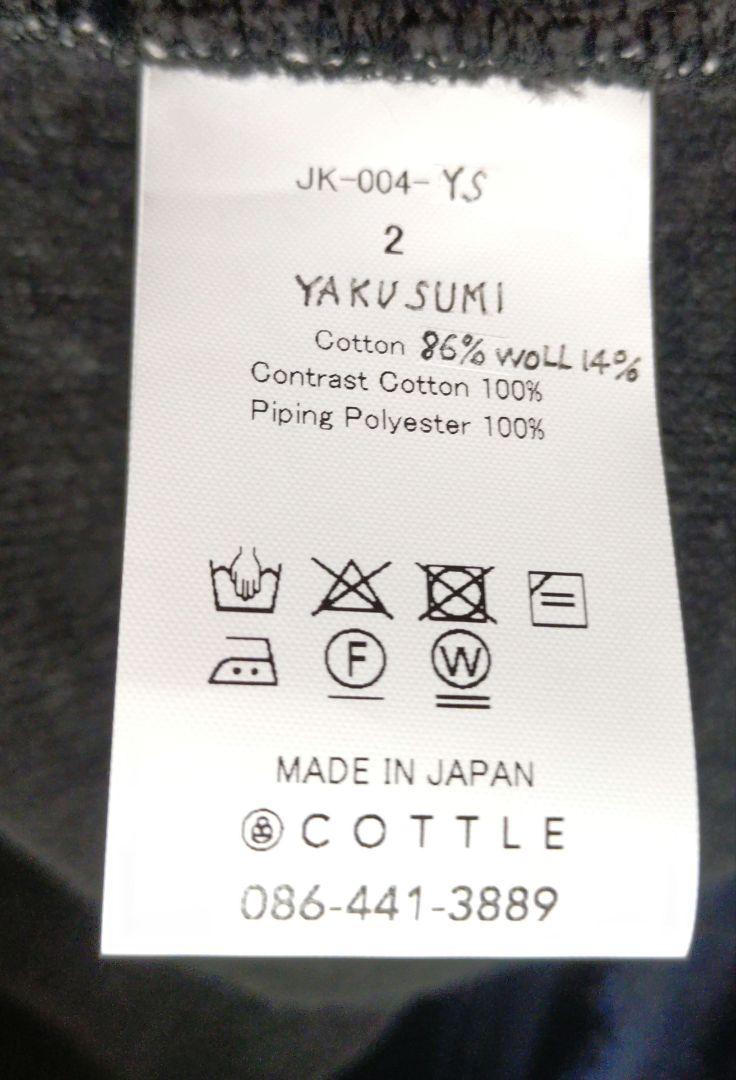 JK-004-YS
2
YAKUSUMI
Cotton 86% WOLL 14%
Contrast Cotton 100%
Piping Polyester 100%
F
W
MADE IN JAPAN
COTTLE
086-441-3889